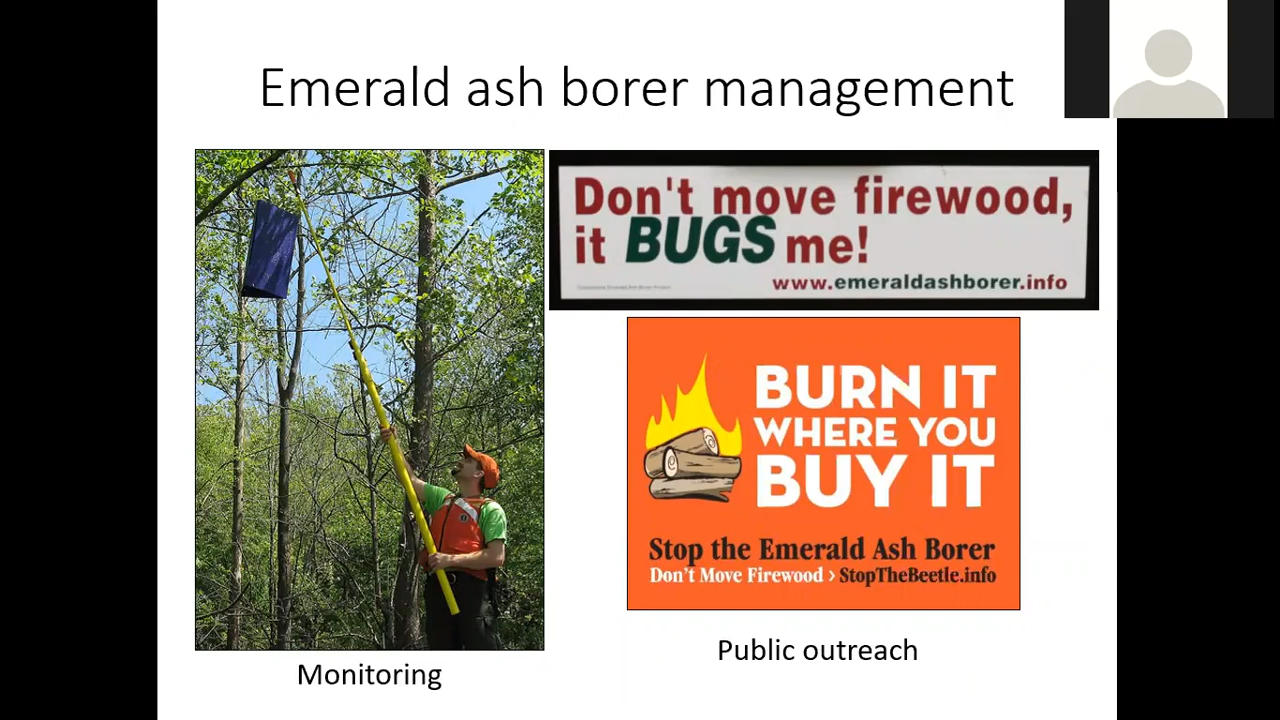 Emerald ash borer management
Don't move firewood,
it BUGS me!
www.emeraldashborer.info
BURN IT
WHERE YOU
BUY IT
Stop the Emerald Ash Borer
Don't Move Firewood > StopTheBeetle.info
Monitoring
Public outreach